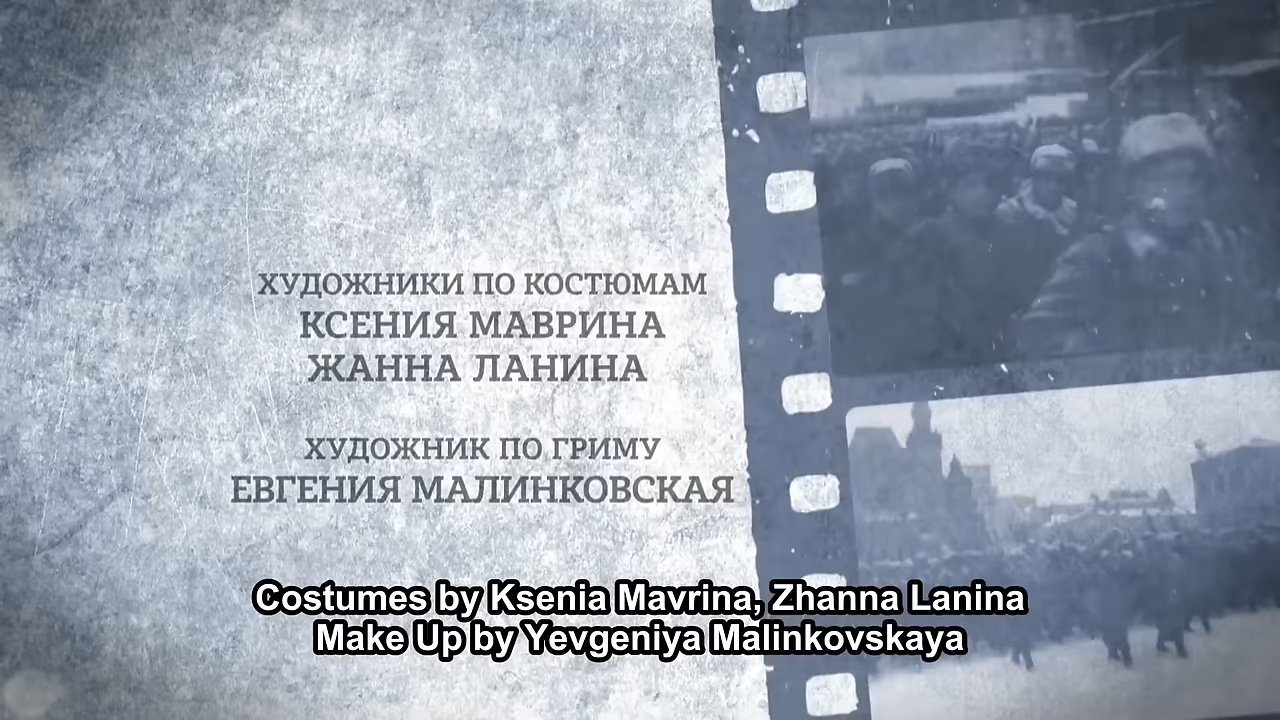 ХУДОЖНИКИ ПО КОСТЮМАМ
КСЕНИЯ МАВРИНА
ЖАННА ЛАНИНА
ХУДОЖНИК ПО ГРИМУ
ЕВГЕНИЯ МАЛИНКОВСКАЯ
Costumes by Ksenia Mavrina, Zhanna Lanina
Make Up by Yevgeniya Malinkovskaya